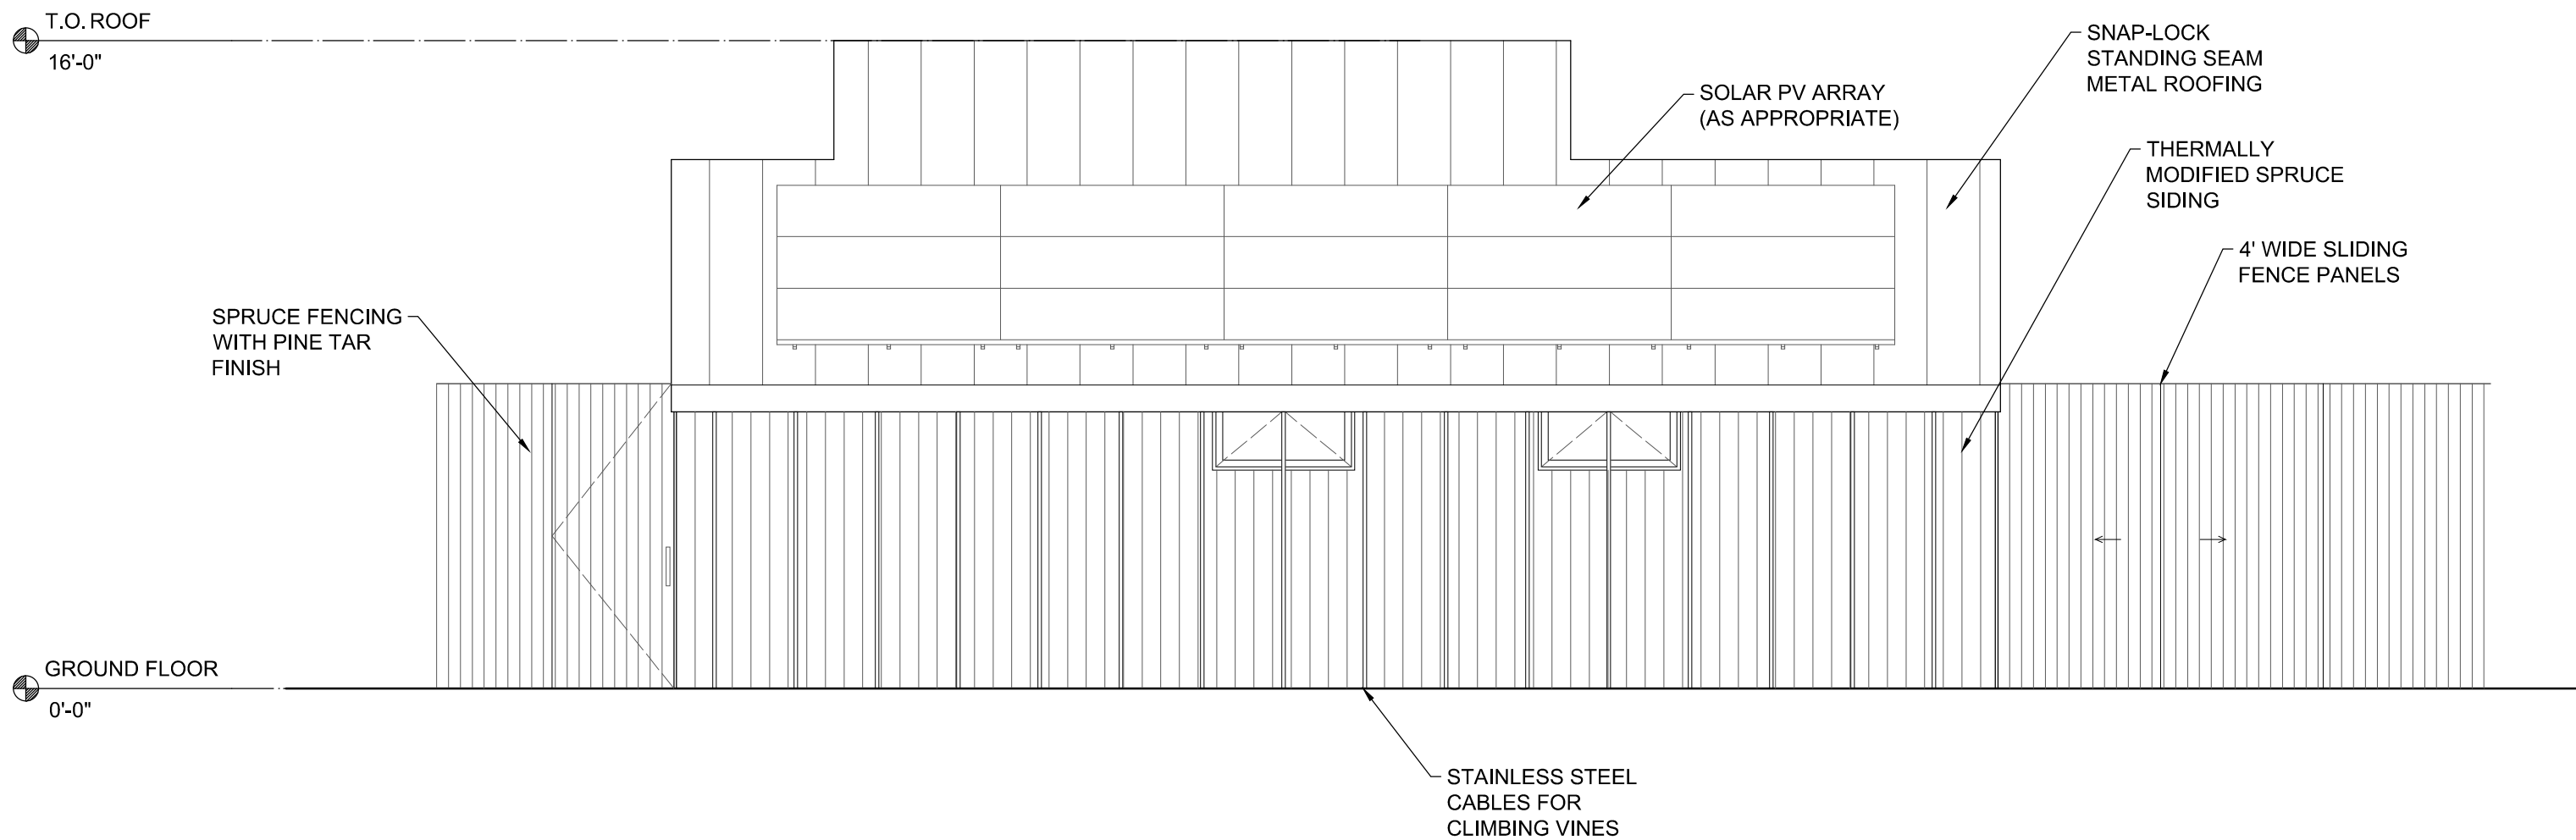 T.O. ROOF
16'-0"
SNAP-LOCK
STANDING SEAM
METAL ROOFING
SOLAR PV ARRAY
(AS APPROPRIATE)
THERMALLY
MODIFIED SPRUCE
SIDING
4' WIDE SLIDING
FENCE PANELS
SPRUCE FENCING
WITH PINE TAR
FINISH
GROUND FLOOR
0'-0"
STAINLESS STEEL
CABLES FOR
CLIMBING VINES